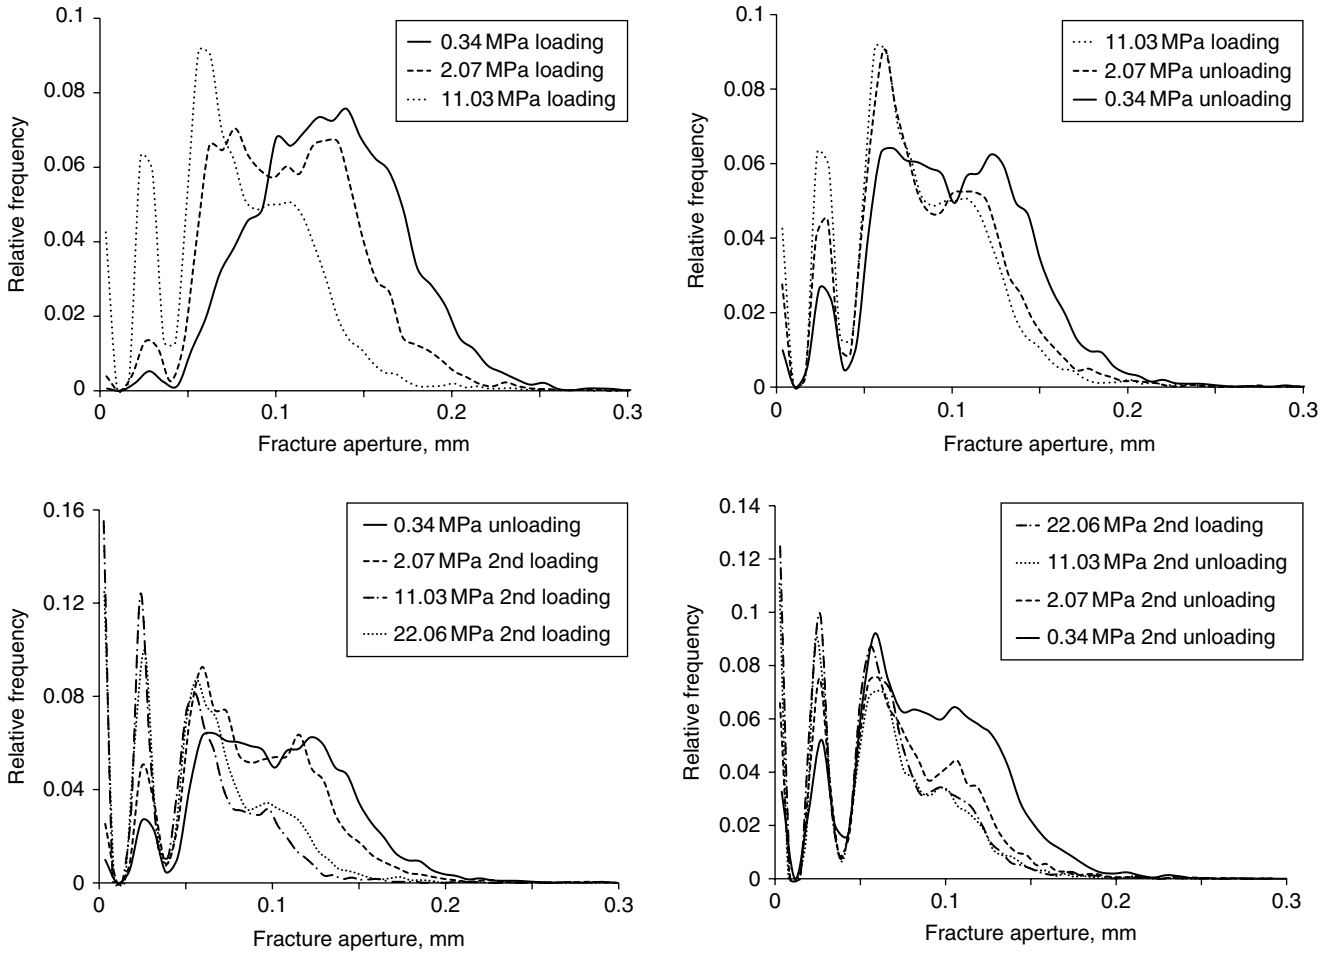 0.1
0.08
0.06
0.04
0.02
0
Relative frequency
0.34 MPa loading
2.07 MPa loading
11.03 MPa loading
0
0.1
0.2
0.3
Fracture aperture, mm
0.1
0.08
0.06
0.04
0.02
0
Relative frequency
11.03 MPa loading
2.07 MPa unloading
0.34 MPa unloading
0
0.1
0.2
0.3
Fracture aperture, mm
0.16
0.12
0.08
0.04
0
Relative frequency
0.34 MPa unloading
2.07 MPa 2nd loading
11.03 MPa 2nd loading
22.06 MPa 2nd loading
0
0.1
0.2
0.3
Fracture aperture, mm
0.14
0.12
0.1
0.08
0.06
0.04
0.02
0
Relative frequency
22.06 MPa 2nd loading
11.03 MPa 2nd unloading
2.07 MPa 2nd unloading
0.34 MPa 2nd unloading
0
0.1
0.2
0.3
Fracture aperture, mm